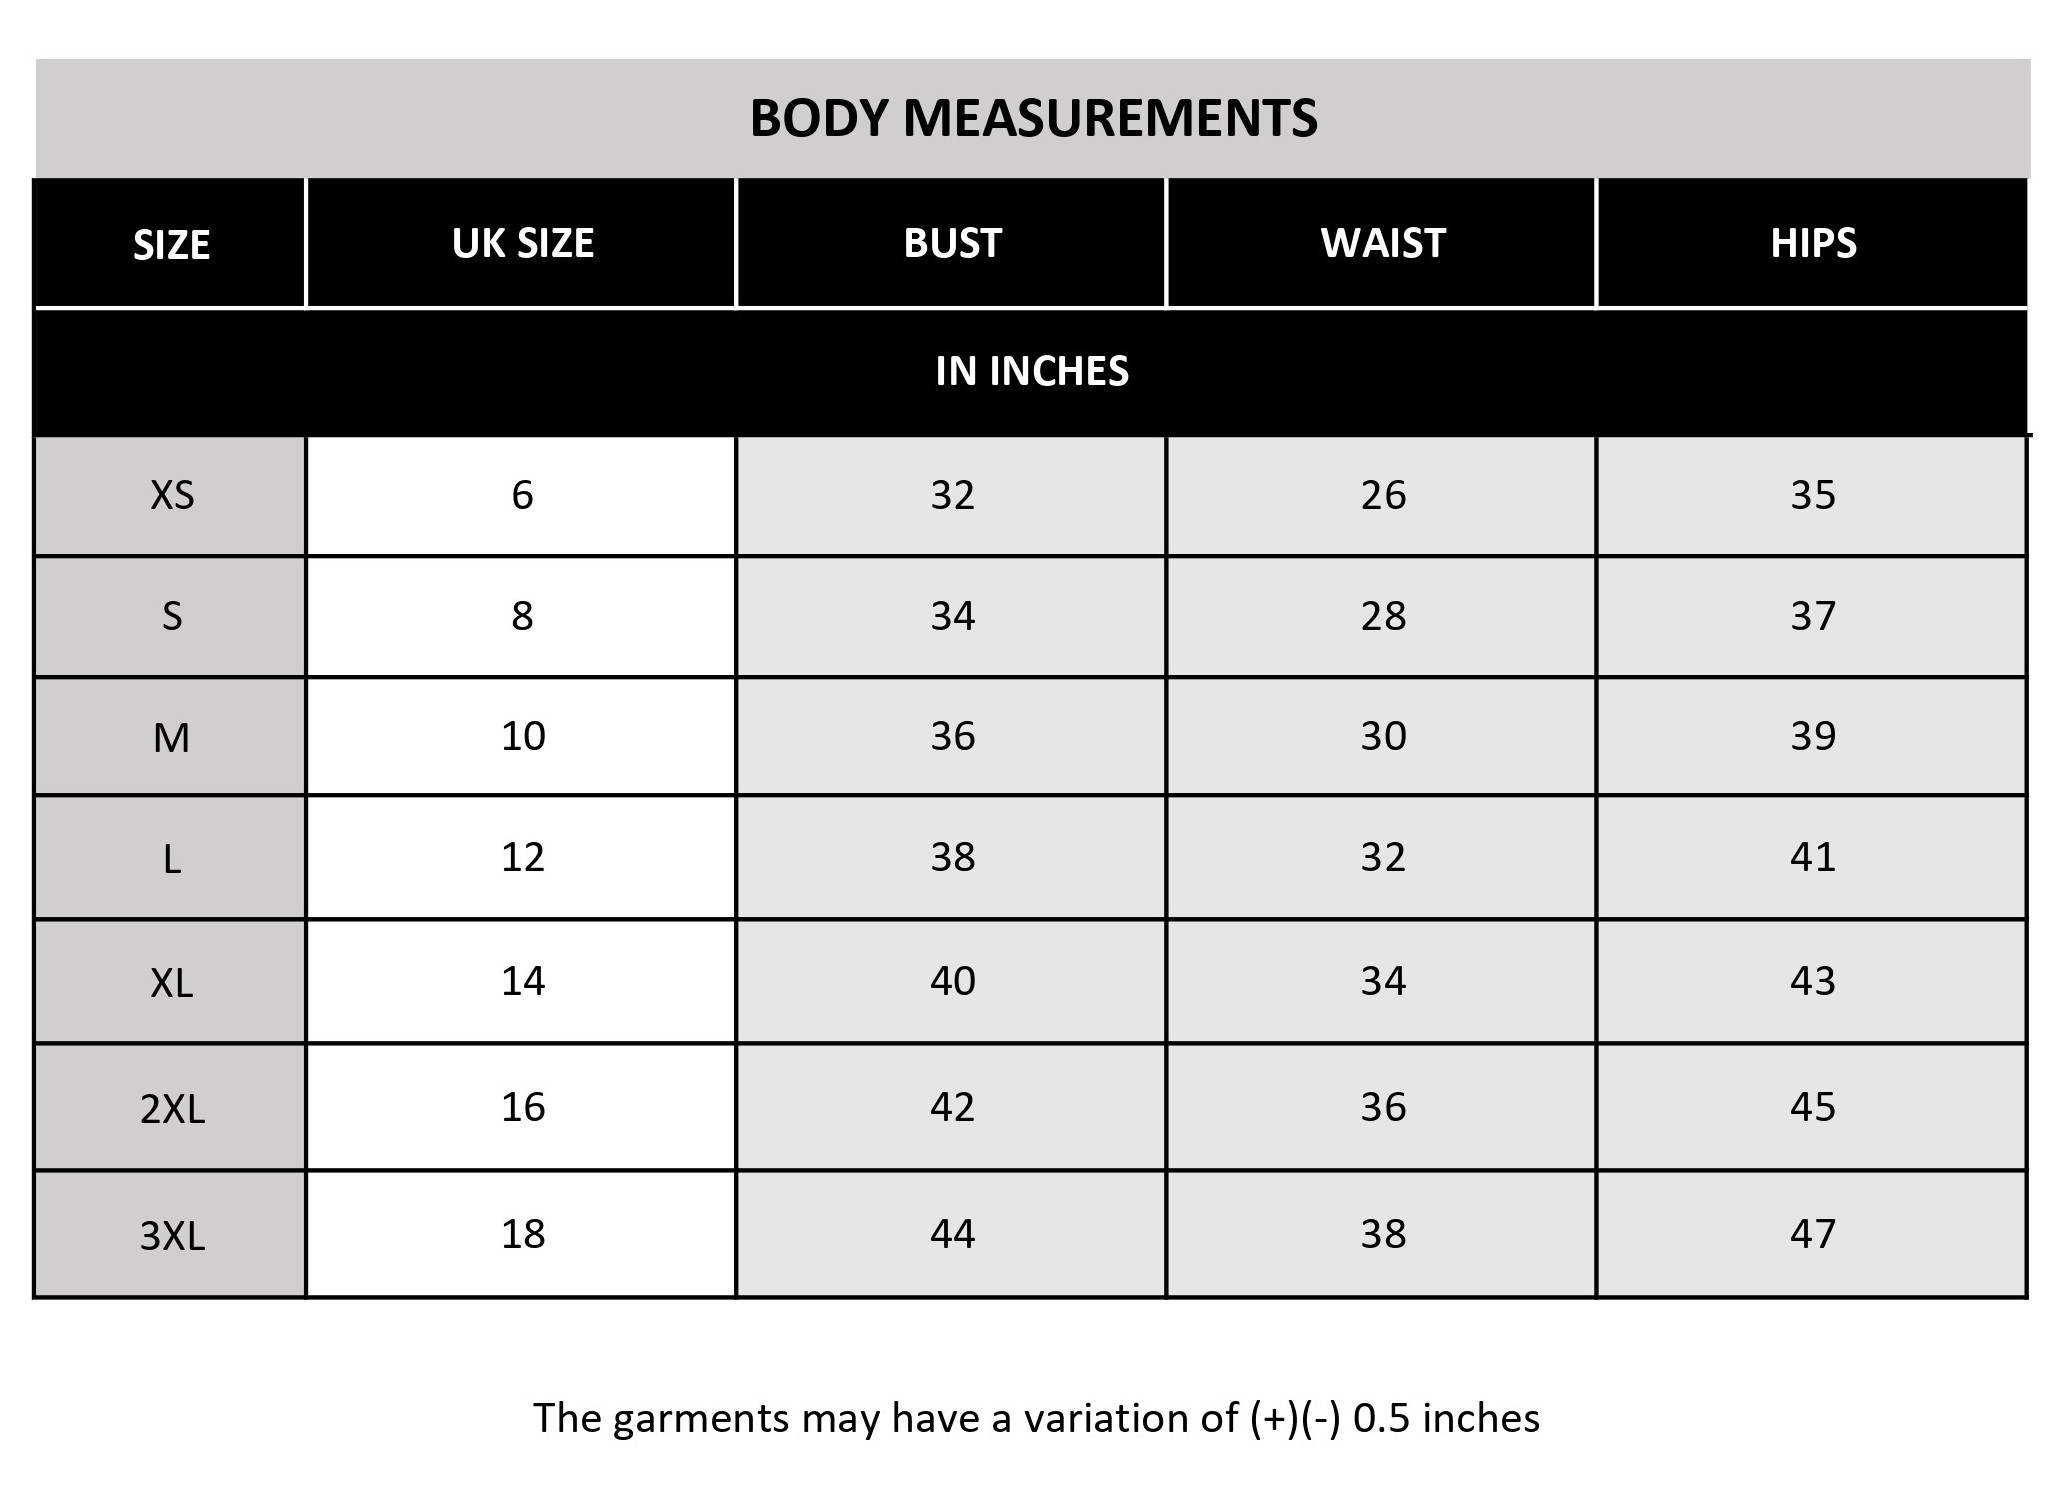 BODY MEASUREMENTS
SIZE UK SIZE BUST WAIST HIPS
IN INCHES
XS 6 32 26 35
S 8 34 28 37
M 10 36 30 39
L 12 38 32 41
XL 14 40 34 43
2XL 16 42 36 45
3XL 18 44 38 47
The garments may have a variation of (+)(-) 0.5 inches